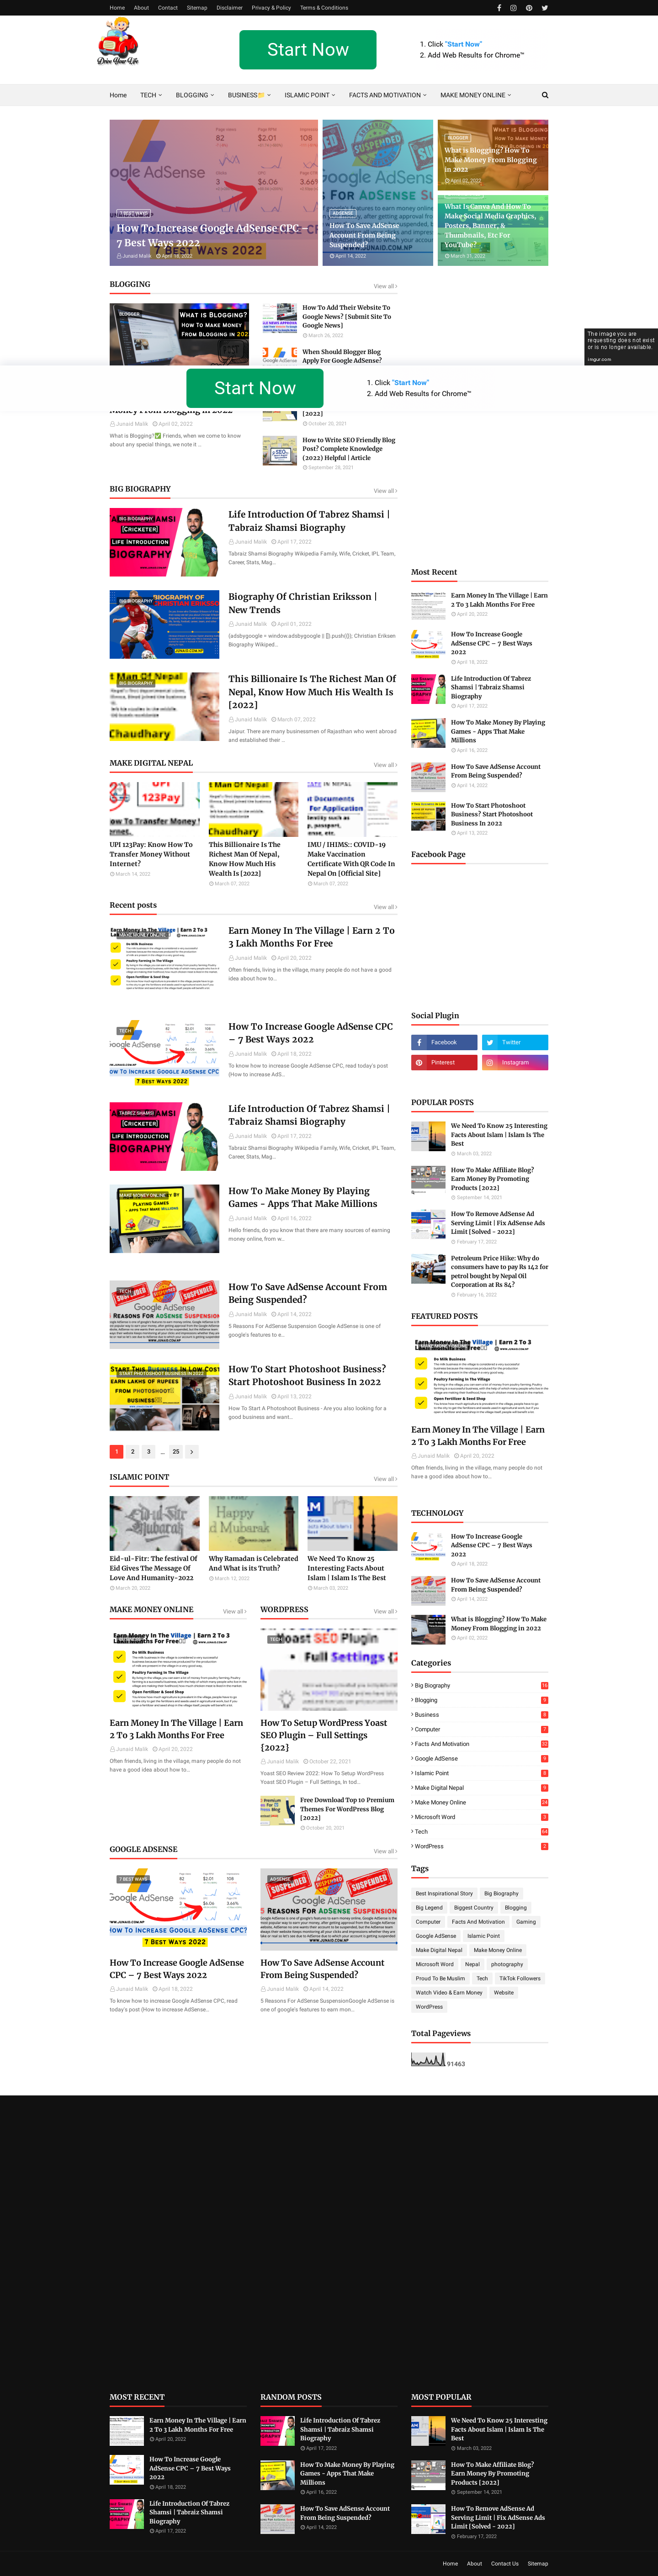 Home About Contact Sitemap Disclaimer Privacy & Policy Terms & Conditions
Drive Your Life
Start Now
1. Click "Start Now"
2. Add Web Results for Chrome™
Home TECH BLOGGING BUSINESS ISLAMIC POINT FACTS AND MOTIVATION MAKE MONEY ONLINE
7 BEST WAYS
How To Increase Google AdSense CPC –
7 Best Ways 2022
Junaid Malik April 18, 2022
ADSENSE
How To Save AdSense
Account From Being
Suspended?
April 14, 2022
BLOGGER
What is Blogging? How To
Make Money From Blogging
in 2022
April 02, 2022
What Is Canva And How To
Make Social Media Graphics,
Posters, Banner, &
Thumbnails, Etc For
YouTube?
March 31, 2022
BLOGGING
View all
BLOGGER
WHAT IS BLOGGING?
HOW TO MAKE MONEY
FROM BLOGGING IN 2022
How To Add Their Website To
Google News? [Submit Site To
Google News]
March 26, 2022
When Should Blogger Blog
Apply For Google AdSense?
The image you are
requesting does not exist
or is no longer available.
imgur.com
Start Now
1. Click "Start Now"
2. Add Web Results for Chrome™
Money From Blogging in 2022
Junaid Malik April 02, 2022
What is Blogging?✅ Friends, when we come to know
about any special things, we note it ...
[2022]
October 20, 2021
How to Write SEO Friendly Blog
Post? Complete Knowledge
(2022) Helpful | Article
September 28, 2021
BIG BIOGRAPHY
View all
BIG BIOGRAPHY
[Cricketer]
Life Introduction
Biography
Life Introduction Of Tabrez Shamsi |
Tabraiz Shamsi Biography
Junaid Malik April 17, 2022
Tabraiz Shamsi Biography Wikipedia Family, Wife, Cricket, IPL Team,
Career, Stats, Mag...
BIG BIOGRAPHY
Biography Of Christian Eriksson |
New Trends
Junaid Malik April 01, 2022
(adsbygoogle = window.adsbygoogle || []).push({}); Christian Eriksen
Biography Wikiped...
BIG BIOGRAPHY
Chaudhary
This Billionaire Is The Richest Man Of
Nepal, Know How Much His Wealth Is
[2022]
Junaid Malik March 07, 2022
Jaipur: There are many businesmen of Rajasthan who went abroad
and established their ...
MAKE DIGITAL NEPAL
View all
UPI 123Pay: Know How To
Transfer Money Without
Internet?
March 14, 2022
This Billionaire Is The
Richest Man Of Nepal,
Know How Much His
Wealth Is [2022]
March 07, 2022
IMU / IHIMS:: COVID-19
Make Vaccination
Certificate With QR Code In
Nepal On [Official Site]
March 07, 2022
Recent posts
View all
MAKE MONEY ONLINE
Earn Money In The Village | Earn 2 To
3 Lakh Months For Free
Junaid Malik April 20, 2022
Often friends, living in the village, many people do not have a good
idea about how to...
TECH
How To Increase Google AdSense CPC
– 7 Best Ways 2022
Junaid Malik April 18, 2022
To know how to increase Google AdSense CPC, read today's post
(How to increase AdS...
TABREZ SHAMSI
Life Introduction Of Tabrez Shamsi |
Tabraiz Shamsi Biography
Junaid Malik April 17, 2022
Tabraiz Shamsi Biography Wikipedia Family, Wife, Cricket, IPL Team,
Career, Stats, Mag...
MAKE MONEY ONLINE
How To Make Money By Playing
Games - Apps That Make Millions
Junaid Malik April 16, 2022
Hello friends, do you know that there are many sources of earning
money online, from w...
TECH
How To Save AdSense Account From
Being Suspended?
Junaid Malik April 14, 2022
5 Reasons For AdSense Suspension Google AdSense is one of
google's features to e...
START PHOTOSHOOT BUSINESS IN 2022
How To Start Photoshoot Business?
Start Photoshoot Business In 2022
Junaid Malik April 13, 2022
How To Start A Photoshoot Business - Are you also looking for a
good business and want...
1 2 3 ... 25
ISLAMIC POINT
View all
Eid-ul-Fitr: The festival Of
Eid Gives The Message Of
Love And Humanity-2022
March 20, 2022
Why Ramadan is Celebrated
And What is its Truth?
March 12, 2022
We Need To Know 25
Interesting Facts About
Islam | Islam Is The Best
March 03, 2022
MAKE MONEY ONLINE
View all
Earn Money In The Village | Earn
2 To 3 Lakh Months For Free
Junaid Malik April 20, 2022
Often friends, living in the village, many people do not
have a good idea about how to...
WORDPRESS
View all
TECH
How To Setup WordPress Yoast
SEO Plugin – Full Settings
{2022]
Junaid Malik October 22, 2021
Yoast SEO Review 2022: How To Setup WordPress
Yoast SEO Plugin – Full Settings, In tod...
Free Download Top 10 Premium
Themes For WordPress Blog
[2022]
October 20, 2021
GOOGLE ADSENSE
View all
7 BEST WAYS
How To Increase Google AdSense
CPC – 7 Best Ways 2022
Junaid Malik April 18, 2022
To know how to increase Google AdSense CPC, read
today's post (How to increase AdSense...
ADSENSE
How To Save AdSense Account
From Being Suspended?
Junaid Malik April 14, 2022
5 Reasons For AdSense SuspensionGoogle AdSense is
one of google's features to earn mon...
Most Recent
Earn Money In The Village | Earn
2 To 3 Lakh Months For Free
April 20, 2022
How To Increase Google
AdSense CPC – 7 Best Ways
2022
April 18, 2022
Life Introduction Of Tabrez
Shamsi | Tabraiz Shamsi
Biography
April 17, 2022
How To Make Money By Playing
Games - Apps That Make
Millions
April 16, 2022
How To Save AdSense Account
From Being Suspended?
April 14, 2022
How To Start Photoshoot
Business? Start Photoshoot
Business In 2022
April 13, 2022
Facebook Page
Social Plugin
Facebook Twitter
Pinterest Instagram
POPULAR POSTS
We Need To Know 25 Interesting
Facts About Islam | Islam Is The
Best
March 03, 2022
How To Make Affiliate Blog?
Earn Money By Promoting
Products [2022]
September 14, 2021
How To Remove AdSense Ad
Serving Limit | Fix AdSense Ads
Limit [Solved - 2022]
February 17, 2022
Petroleum Price Hike: Why do
consumers have to pay Rs 142 for
petrol bought by Nepal Oil
Corporation at Rs 84?
February 16, 2022
FEATURED POSTS
Earn Money In The Village | Earn
2 To 3 Lakh Months For Free
Junaid Malik April 20, 2022
Often friends, living in the village, many people do not
have a good idea about how to...
TECHNOLOGY
How To Increase Google
AdSense CPC – 7 Best Ways
2022
April 18, 2022
How To Save AdSense Account
From Being Suspended?
April 14, 2022
What is Blogging? How To Make
Money From Blogging in 2022
April 02, 2022
Categories
Big Biography
Blogging
Business
Computer
Facts And Motivation
Google AdSense
Islamic Point
Make Digital Nepal
Make Money Online
Microsoft Word
Tech
WordPress
Tags
Best Inspirational Story Big Biography
Big Legend Biggest Country Blogging
Computer Facts And Motivation Gaming
Google AdSense Islamic Point
Make Digital Nepal Make Money Online
Microsoft Word Nepal photography
Proud To Be Muslim Tech TikTok Followers
Watch Video & Earn Money Website
WordPress
Total Pageviews
91463
MOST RECENT
Earn Money In The Village | Earn
2 To 3 Lakh Months For Free
April 20, 2022
How To Increase Google
AdSense CPC – 7 Best Ways
2022
April 18, 2022
Life Introduction Of Tabrez
Shamsi | Tabraiz Shamsi
Biography
April 17, 2022
RANDOM POSTS
Life Introduction Of Tabrez
Shamsi | Tabraiz Shamsi
Biography
April 17, 2022
How To Make Money By Playing
Games - Apps That Make
Millions
April 16, 2022
How To Save AdSense Account
From Being Suspended?
April 14, 2022
MOST POPULAR
We Need To Know 25 Interesting
Facts About Islam | Islam Is The
Best
March 03, 2022
How To Make Affiliate Blog?
Earn Money By Promoting
Products [2022]
September 14, 2021
How To Remove AdSense Ad
Serving Limit | Fix AdSense Ads
Limit [Solved - 2022]
February 17, 2022
Home About Contact Us Sitemap